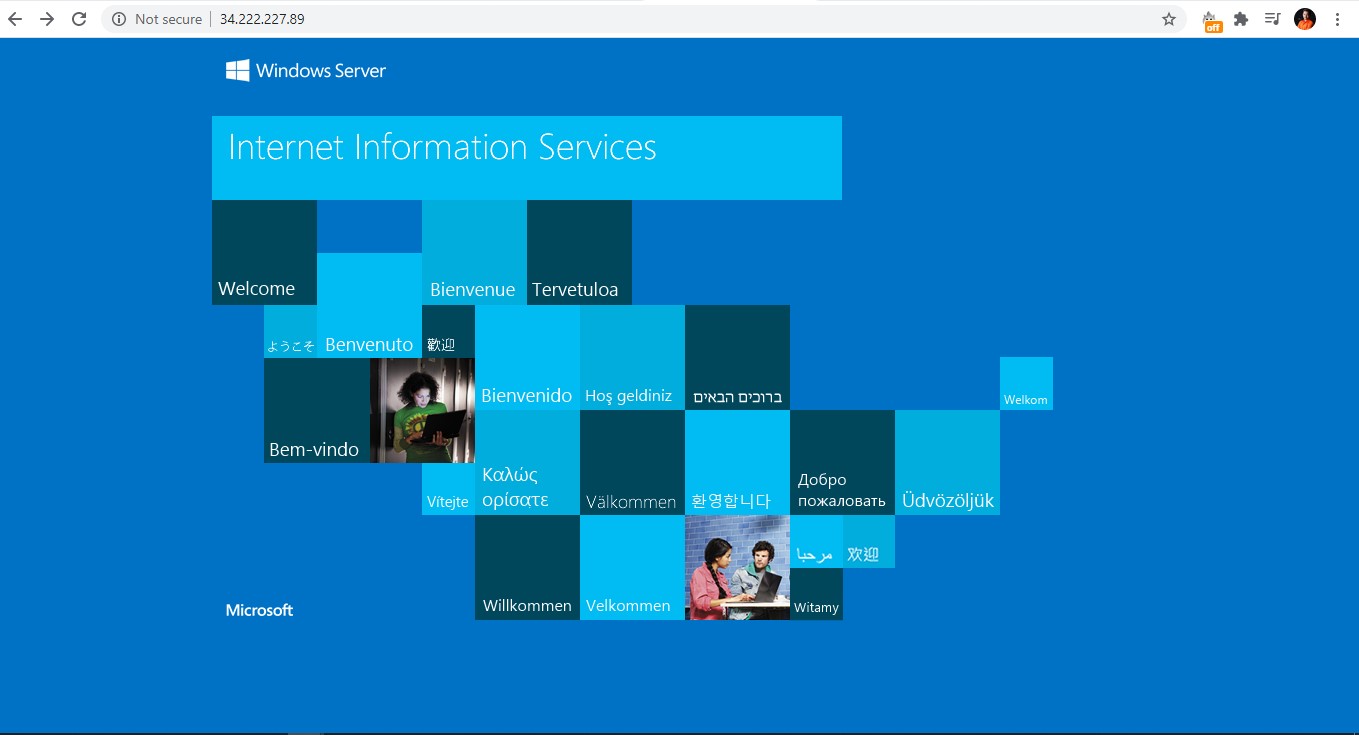 Not secure
34.222.227.89
off
Windows Server
Internet Information Services
Welcome
Bienvenue
Tervetuloa
ようこそ
Benvenuto
歡迎
Bienvenido
Hoş geldiniz
ברוכים הבאים
Welkom
Bem-vindo
Vítejte
Καλώς
ορίσατε
Välkommen
환영합니다
Добро
пожаловать
Üdvözöljük
Willkommen
Velkommen
مرحبا
欢迎
Witamy
Microsoft